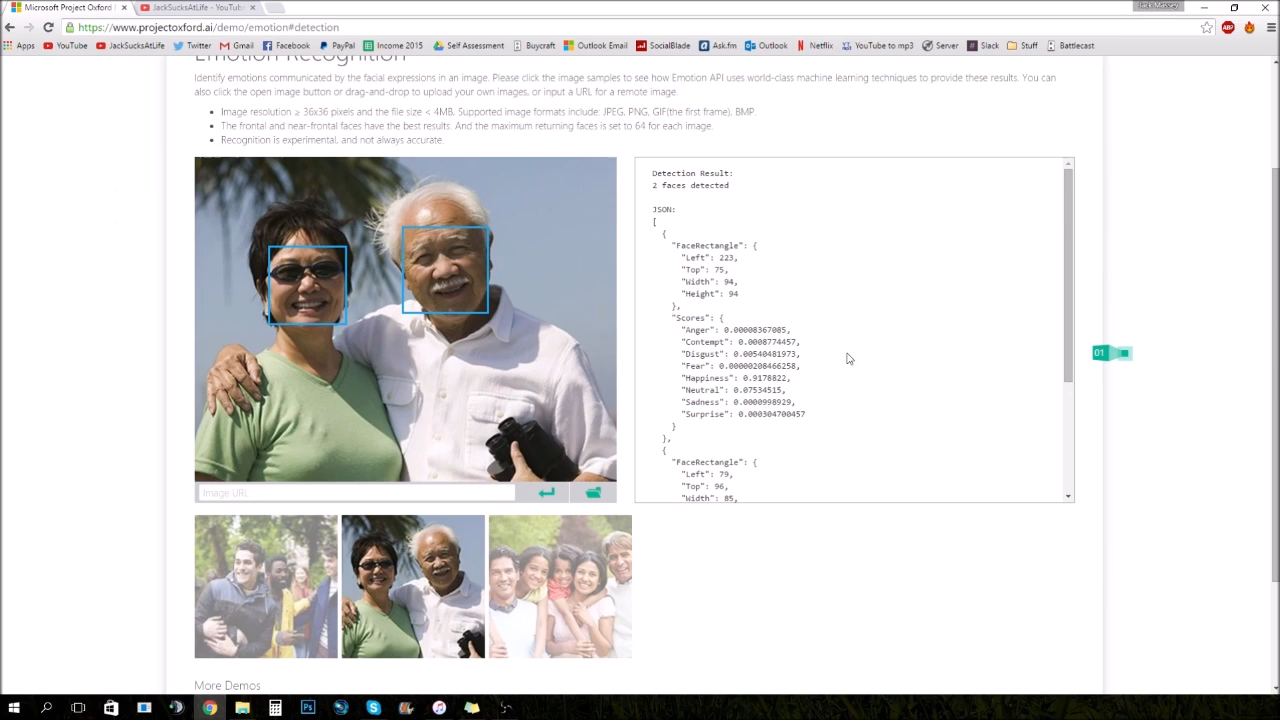 Microsoft Project Oxford
JackSucksAtLife - YouTub
Jack Massey
https://www.projectoxford.ai/demo/emotion#detection
ABP
Apps YouTube JackSucksAtLife Twitter Gmail Facebook PayPal Income 2015 Self Assessment Buycraft Outlook Email SocialBlade Ask.fm Outlook Netflix YouTube to mp3 Server Slack Stuff Battlecast
Emotion Recognition
Identify emotions communicated by the facial expressions in an image. Please click the image samples to see how Emotion API uses world-class machine learning techniques to provide these results. You can
also click the open image button or drag-and-drop to upload your own images, or input a URL for a remote image.
• Image resolution ≥ 36x36 pixels and the file size < 4MB. Supported image formats include: JPEG, PNG, GIF(the first frame), BMP.
• The frontal and near-frontal faces have the best results. And the maximum returning faces is set to 64 for each image.
• Recognition is experimental, and not always accurate.
Detection Result:
2 faces detected
JSON:
[
{
"FaceRectangle": {
"Left": 223,
"Top": 75,
"Width": 94,
"Height": 94
},
"Scores": {
"Anger": 0.00008367085,
"Contempt": 0.0008774457,
"Disgust": 0.00540481973,
"Fear": 0.00000208466258,
"Happiness": 0.9178822,
"Neutral": 0.07534515,
"Sadness": 0.0000998929,
"Surprise": 0.000304700457
}
},
{
"FaceRectangle": {
"Left": 79,
"Top": 96,
"Width": 85,
01
Image URL
More Demos